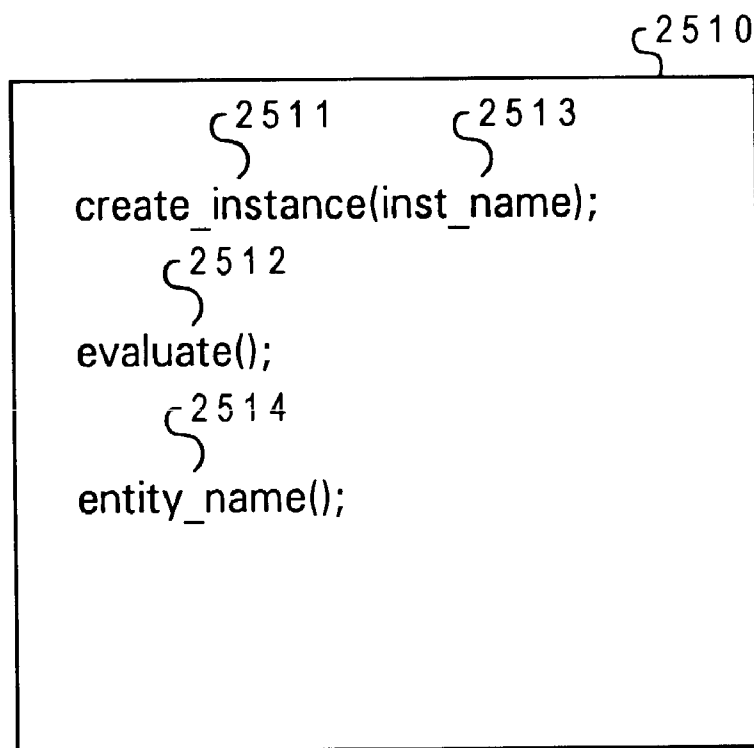 2510
2511 2513
create_instance(inst_name);
2512
evaluate();
2514
entity_name();